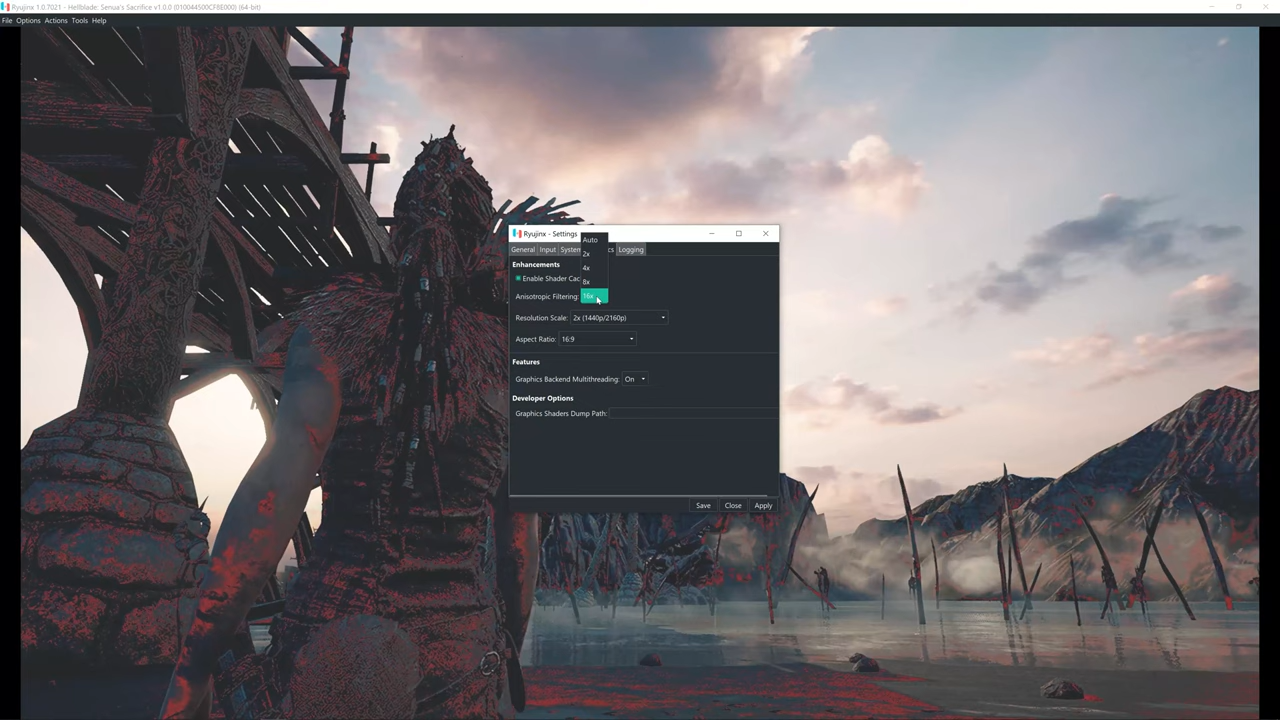 Ryujinx 1.0.7021 - Hellblade: Senua's Sacrifice v1.0.0 (010044500CF8E000) (64-bit)
File Options Actions Tools Help
Ryujinx - Settings
General Input System cs Logging
Auto
2x
4x
8x
16x
Enhancements
Enable Shader Cac
Anisotropic Filtering:
Resolution Scale: 2x (1440p/2160p)
Aspect Ratio: 16:9
Features
Graphics Backend Multithreading: On
Developer Options
Graphics Shaders Dump Path:
Save Close Apply